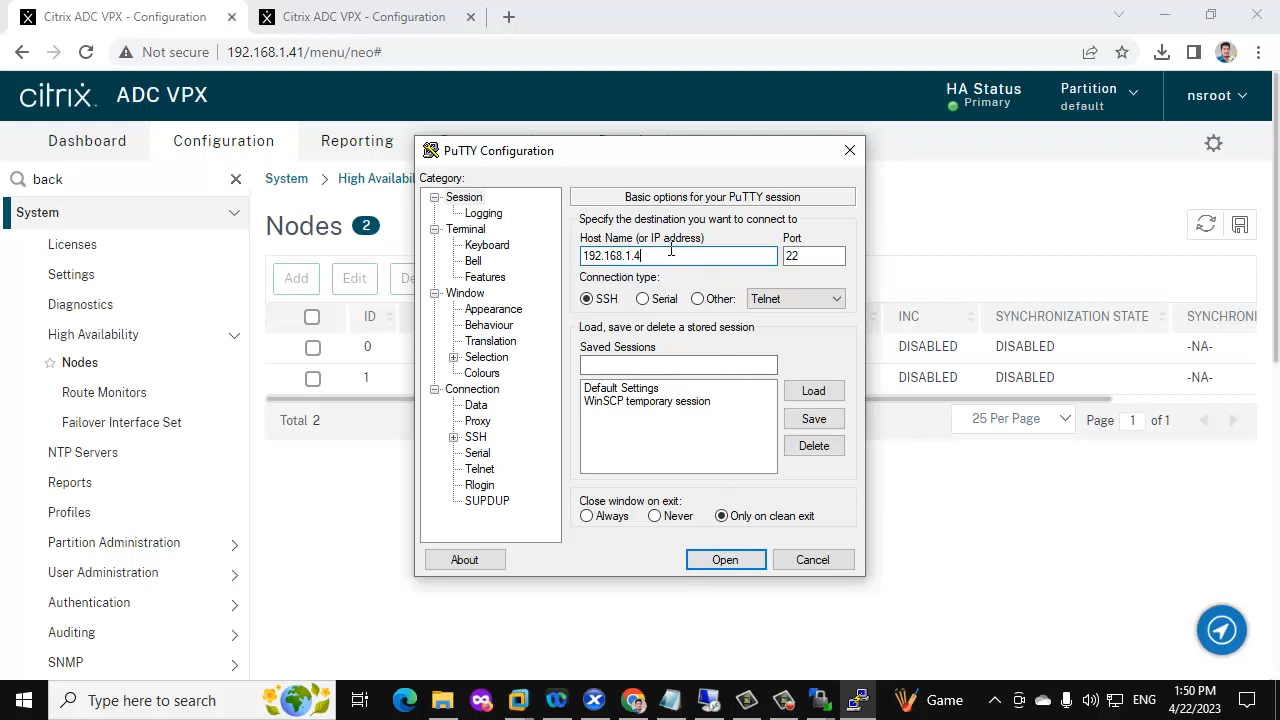 Citrix ADC VPX - Configuration
Citrix ADC VPX - Configuration
Not secure 192.168.1.41/menu/neo#
citrix. ADC VPX
HA Status
Primary
Partition
default
nsroot
Dashboard Configuration Reporting
back
System High Availabil
System
Licenses
Settings
Diagnostics
High Availability
Nodes
Route Monitors
Failover Interface Set
NTP Servers
Reports
Profiles
Partition Administration
User Administration
Authentication
Auditing
SNMP
Nodes 2
Add Edit De
ID INC SYNCHRONIZATION STATE SYNCHRONI
0 DISABLED DISABLED -NA-
1 DISABLED DISABLED -NA-
Total 2 25 Per Page Page 1 of 1
PuTTY Configuration
Category:
Session
Logging
Terminal
Keyboard
Bell
Features
Window
Appearance
Behaviour
Translation
Selection
Colours
Connection
Data
Proxy
SSH
Serial
Telnet
Rlogin
SUPDUP
Basic options for your PuTTY session
Specify the destination you want to connect to
Host Name (or IP address) Port
192.168.1.4 22
Connection type:
SSH Serial Other: Telnet
Load, save or delete a stored session
Saved Sessions
Default Settings
WinSCP temporary session
Load
Save
Delete
Close window on exit:
Always Never Only on clean exit
About Open Cancel
Type here to search
Game
ENG
1:50 PM
4/22/2023